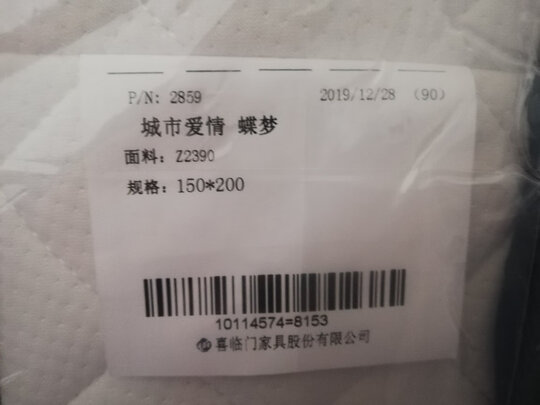 P/N: 2859 2019/12/28 (90)
城市爱情 蝶梦
面料: Z2390
规格: 150*200
10114574=8153
喜临门家具股份有限公司